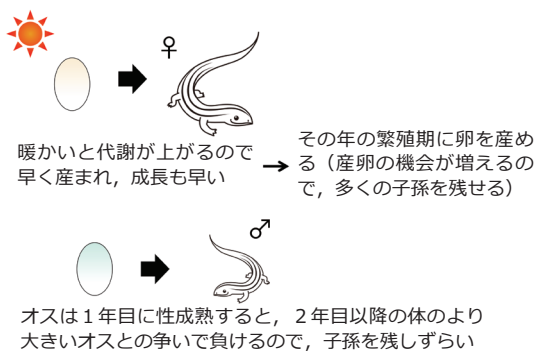 ♀
暖かいと代謝が上がるので
早く産まれ，成長も早い
その年の繁殖期に卵を産め
る（産卵の機会が増えるの
で，多くの子孫を残せる）
♂
オスは１年目に性成熟すると，２年目以降の体のより
大きいオスとの争いで負けるので，子孫を残しずらい